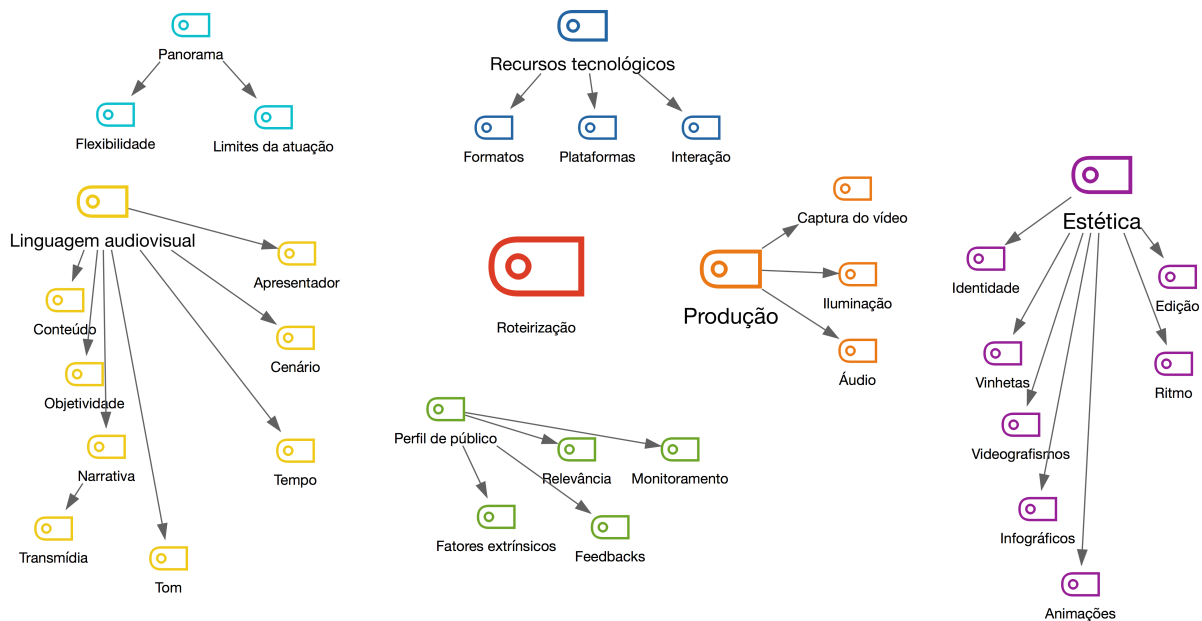 Panorama
Flexibilidade
Limites da atuação
Recursos tecnológicos
Formatos
Plataformas
Interação
Linguagem audiovisual
Apresentador
Conteúdo
Cenário
Objetividade
Narrativa
Tempo
Transmídia
Tom
Roteirização
Captura do vídeo
Produção
Iluminação
Áudio
Perfil de público
Relevância
Monitoramento
Fatores extrínsicos
Feedbacks
Estética
Identidade
Edição
Vinhetas
Ritmo
Videografismos
Infográficos
Animações